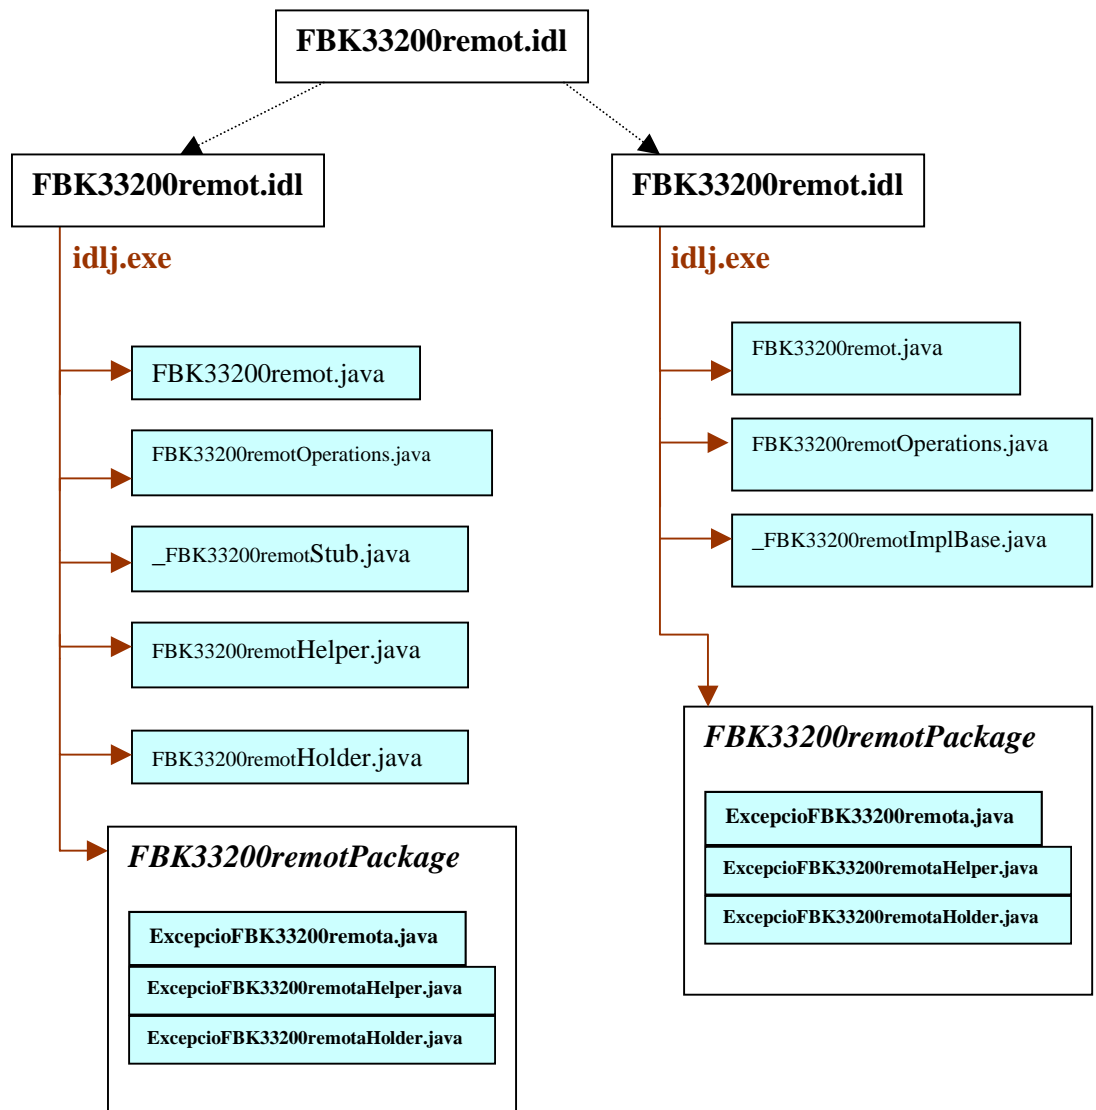 FBK33200remot.idl
FBK33200remot.idl
idlj.exe
FBK33200remot.java
FBK33200remotOperations.java
_FBK33200remotStub.java
FBK33200remotHelper.java
FBK33200remotHolder.java
FBK33200remotPackage
ExcepcioFBK33200remota.java
ExcepcioFBK33200remotaHelper.java
ExcepcioFBK33200remotaHolder.java
FBK33200remot.idl
idlj.exe
FBK33200remot.java
FBK33200remotOperations.java
_FBK33200remotImplBase.java
FBK33200remotPackage
ExcepcioFBK33200remota.java
ExcepcioFBK33200remotaHelper.java
ExcepcioFBK33200remotaHolder.java